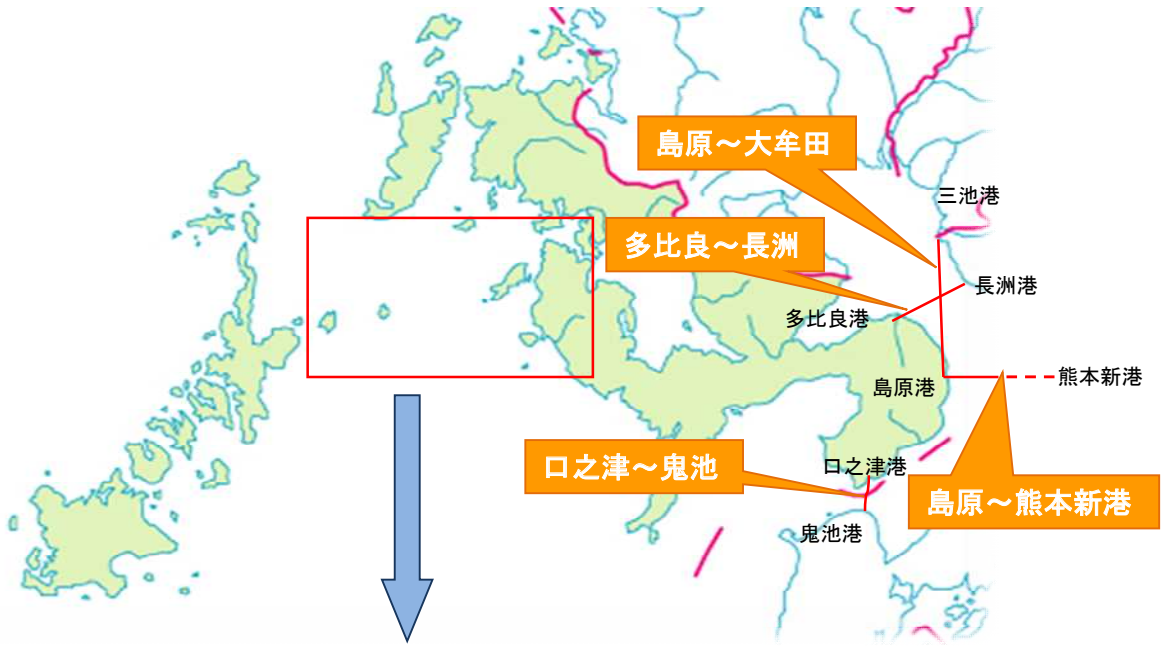 島原～大牟田
三池港
多比良～長洲
長洲港
多比良港
熊本新港
島原港
口之津～鬼池
口之津港
島原～熊本新港
鬼池港